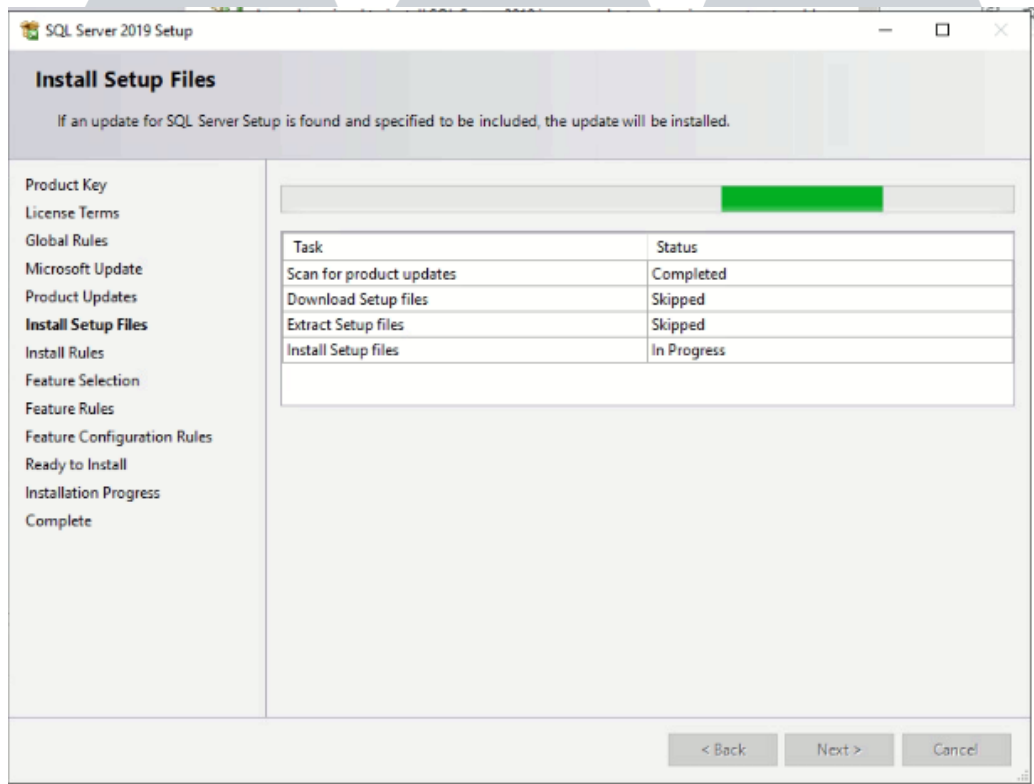 SQL Server 2019 Setup
Install Setup Files
If an update for SQL Server Setup is found and specified to be included, the update will be installed.
Product Key
License Terms
Global Rules
Microsoft Update
Product Updates
Install Setup Files
Install Rules
Feature Selection
Feature Rules
Feature Configuration Rules
Ready to Install
Installation Progress
Complete
Task Status
Scan for product updates Completed
Download Setup files Skipped
Extract Setup files Skipped
Install Setup files In Progress
< Back Next > Cancel